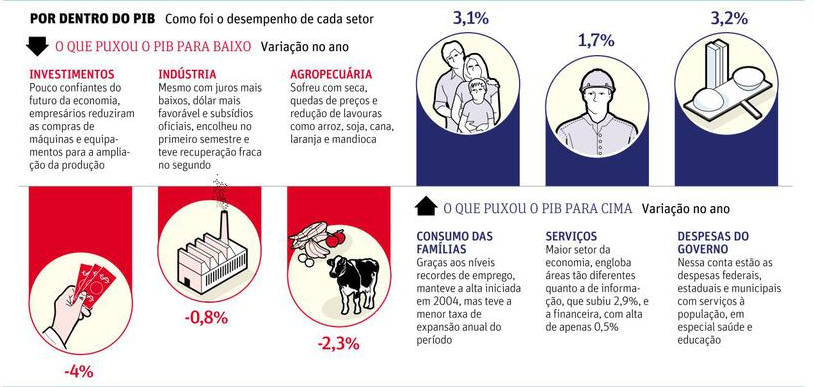 POR DENTRO DO PIB Como foi o desempenho de cada setor
O QUE PUXOU O PIB PARA BAIXO Variação no ano
INVESTIMENTOS
Pouco confiantes do
futuro da economia,
empresários reduziram
as compras de
máquinas e equipa-
mentos para a amplia-
ção da produção
-4%
INDÚSTRIA
Mesmo com juros mais
baixos, dólar mais
favorável e subsídios
oficiais, encolheu no
primeiro semestre e
teve recuperação fraca
no segundo
-0,8%
AGROPECUÁRIA
Sofreu com seca,
quedas de preços e
redução de lavouras
como arroz, soja, cana,
laranja e mandioca
-2,3%
3,1%
1,7%
3,2%
O QUE PUXOU O PIB PARA CIMA Variação no ano
CONSUMO DAS
FAMÍLIAS
Graças aos níveis
recordes de emprego,
manteve a alta iniciada
em 2004, mas teve a
menor taxa de
expansão anual do
período
SERVIÇOS
Maior setor da
economia, engloba
áreas tão diferentes
quanto a de informa-
ção, que subiu 2,9%, e
a financeira, com alta
de apenas 0,5%
DESPESAS DO
GOVERNO
Nessa conta estão as
despesas federais,
estaduais e municipais
com serviços à
população, em
especial saúde e
educação